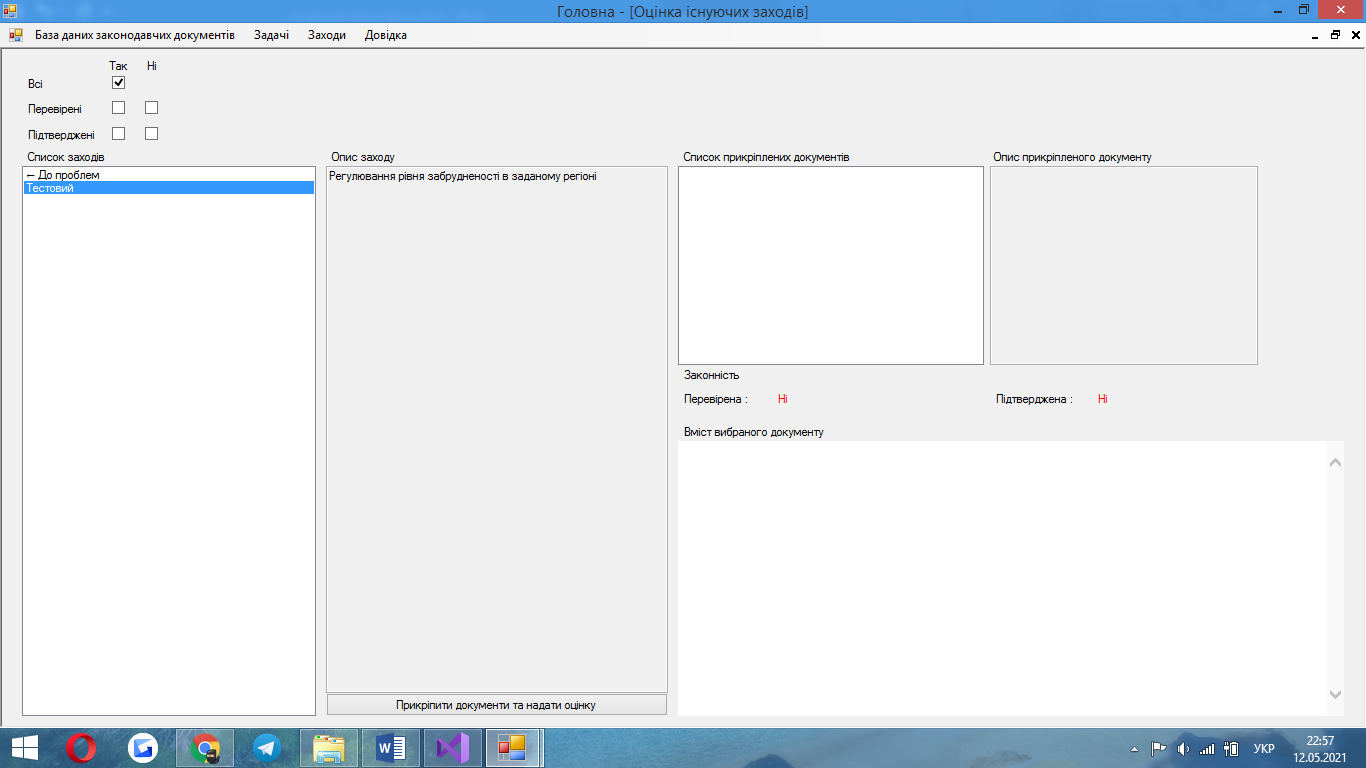 Головна - [Оцінка існуючих заходів]
База даних законодавчих документів Задачі Заходи Довідка
Так Ні
Всі
Перевірені
Підтверджені
Список заходів
← До проблем
Тестовий
Опис заходу
Регулювання рівня забрудненості в заданому регіоні
Прикріпити документи та надати оцінку
Список прикріплених документів
Опис прикріпленого документу
Законність
Перевірена : Ні
Підтверджена : Ні
Вміст вибраного документу
УКР
22:57
12.05.2021